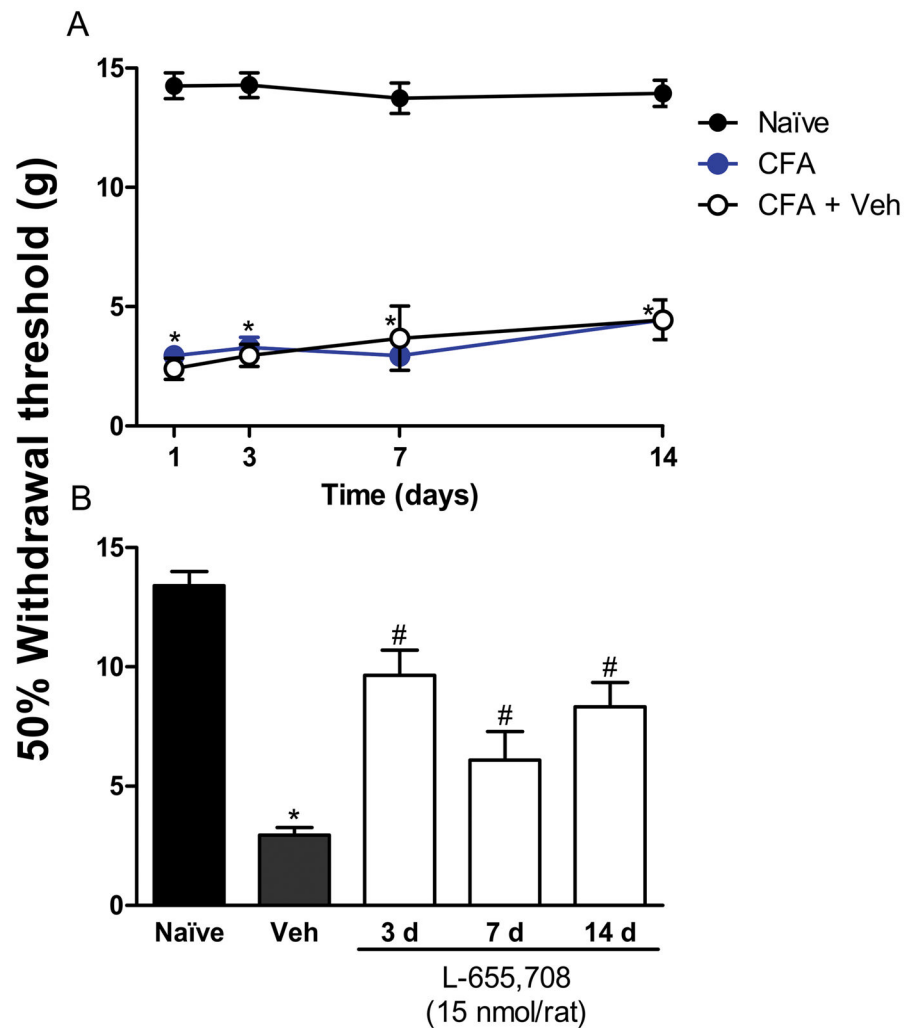 A
50% Withdrawal threshold (g)
15
10
5
0
* * * *
1 3 7 14
Time (days)
Naïve
CFA
CFA + Veh
B
15
10
5
0
* # # #
Naïve Veh 3 d 7 d 14 d
L-655,708
(15 nmol/rat)